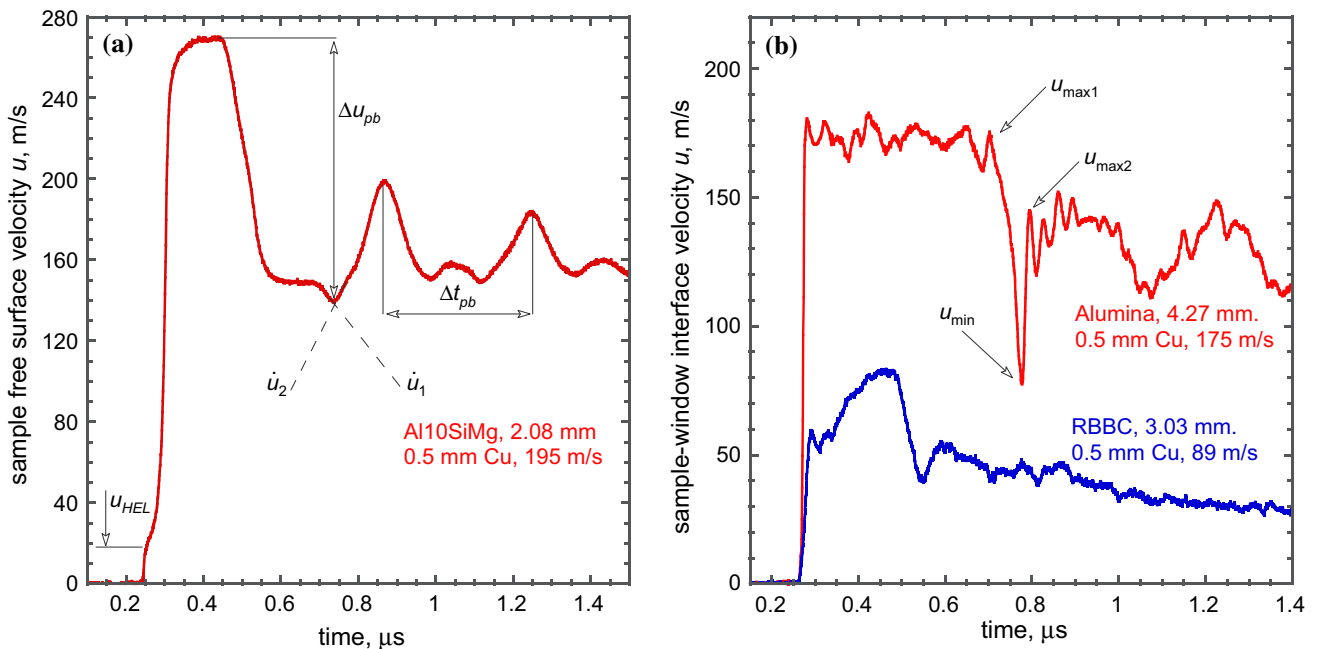 (a)
280
240
200
160
120
80
40
0
sample free surface velocity u, m/s
Δu_pb
Δt_pb
u̇_2
u̇_1
u_HEL
Al10SiMg, 2.08 mm
0.5 mm Cu, 195 m/s
0.2 0.4 0.6 0.8 1 1.2 1.4
time, μs
(b)
200
150
100
50
0
sample-window interface velocity u, m/s
u_max1
u_max2
u_min
Alumina, 4.27 mm.
0.5 mm Cu, 175 m/s
RBBC, 3.03 mm.
0.5 mm Cu, 89 m/s
0.2 0.4 0.6 0.8 1.0 1.2 1.4
time, μs